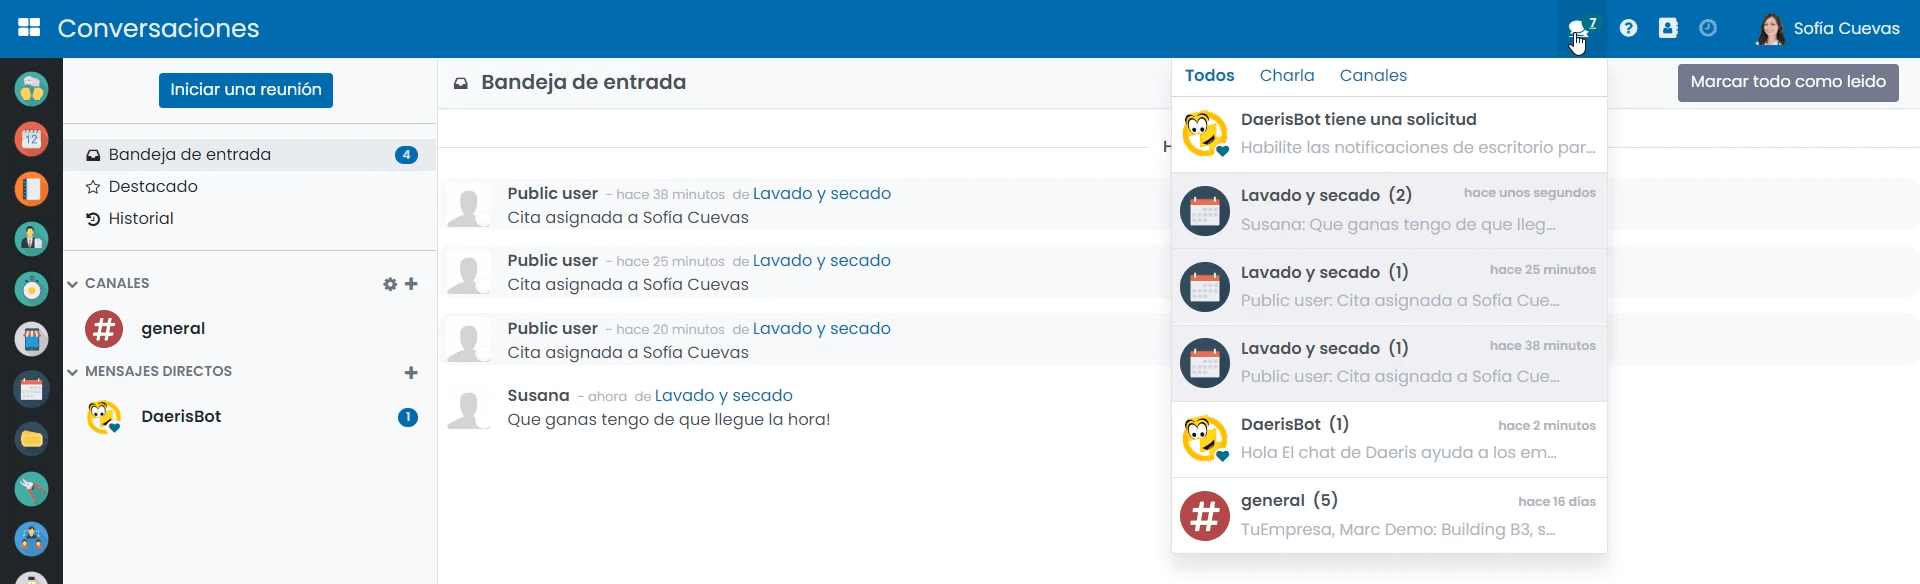 Conversaciones
7
Sofía Cuevas
Iniciar una reunión
Bandeja de entrada
4
Destacado
Historial
CANALES
general
MENSAJES DIRECTOS
DaerisBot
1
12
Bandeja de entrada
Marcar todo como leido
H
Public user - hace 38 minutos de Lavado y secado
Cita asignada a Sofía Cuevas
Public user - hace 25 minutos de Lavado y secado
Cita asignada a Sofía Cuevas
Public user - hace 20 minutos de Lavado y secado
Cita asignada a Sofía Cuevas
Susana - ahora de Lavado y secado
Que ganas tengo de que llegue la hora!
Todos Charla Canales
DaerisBot tiene una solicitud
Habilite las notificaciones de escritorio par...
Lavado y secado (2) hace unos segundos
Susana: Que ganas tengo de que lleg...
Lavado y secado (1) hace 25 minutos
Public user: Cita asignada a Sofía Cue...
Lavado y secado (1) hace 38 minutos
Public user: Cita asignada a Sofía Cue...
DaerisBot (1) hace 2 minutos
Hola El chat de Daeris ayuda a los em...
general (5) hace 16 días
TuEmpresa, Marc Demo: Building B3, s...